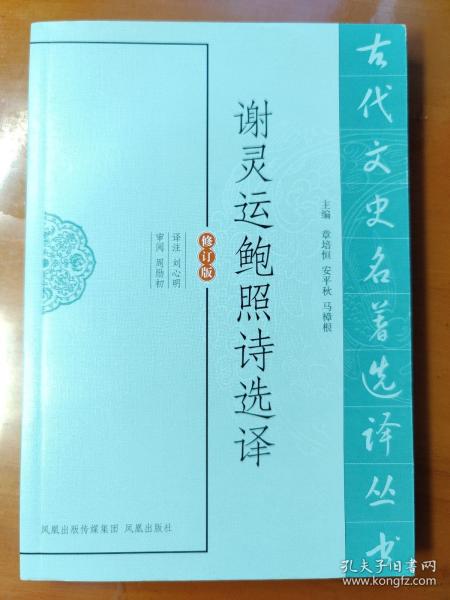 古代文史名著选译丛书
主编 章培恒 安平秋 马樟根
谢灵运鲍照诗选译
修订版
译注 刘心明
审阅 周勋初
凤凰出版传媒集团 凤凰出版社
孔夫子旧书网
www.kongfz.com